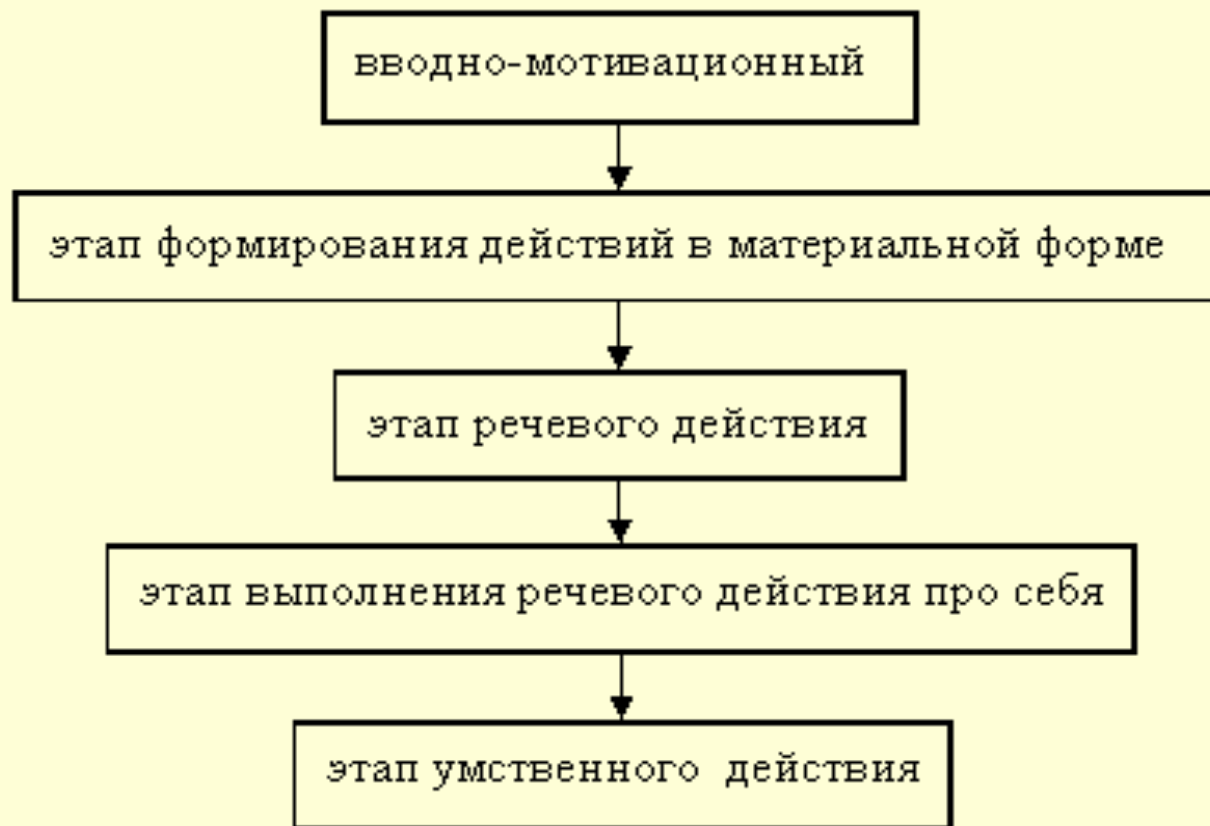 вводно-мотивационный
этап формирования действий в материальной форме
этап речевого действия
этап выполнения речевого действия про себя
этап умственного действия